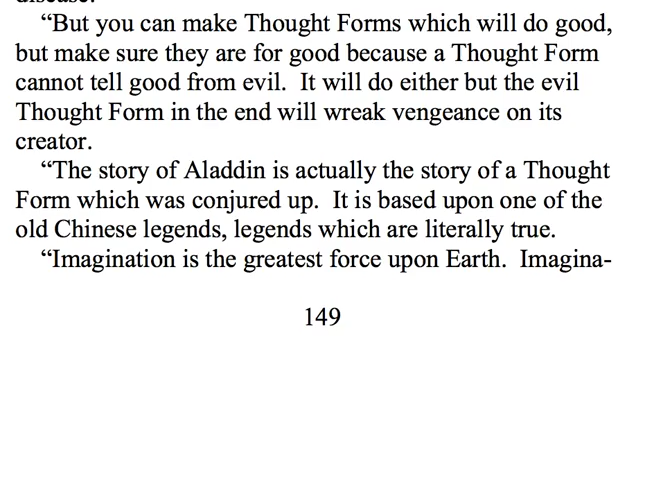 disease.
“But you can make Thought Forms which will do good,
but make sure they are for good because a Thought Form
cannot tell good from evil.  It will do either but the evil
Thought Form in the end will wreak vengeance on its
creator.
“The story of Aladdin is actually the story of a Thought
Form which was conjured up.  It is based upon one of the
old Chinese legends, legends which are literally true.
“Imagination is the greatest force upon Earth.  Imagina-
149